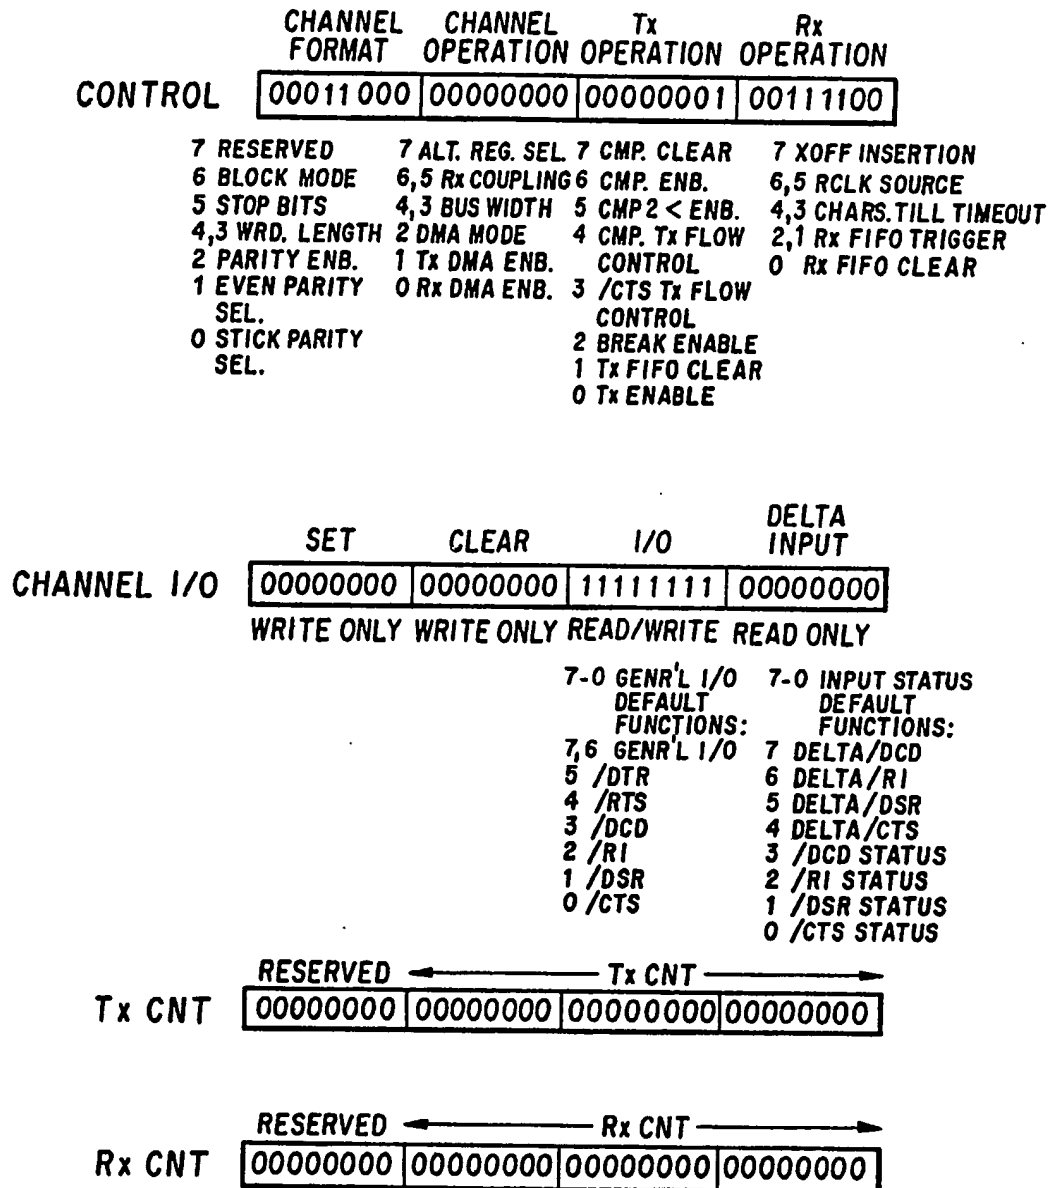 CHANNEL FORMAT CHANNEL OPERATION Tx OPERATION Rx OPERATION
CONTROL 00011000 00000000 00000001 00111100
7 RESERVED
6 BLOCK MODE
5 STOP BITS
4,3 WRD. LENGTH
2 PARITY ENB.
1 EVEN PARITY
SEL.
0 STICK PARITY
SEL.
7 ALT. REG. SEL.
6,5 Rx COUPLING
4,3 BUS WIDTH
2 DMA MODE
1 Tx DMA ENB.
0 Rx DMA ENB.
7 CMP. CLEAR
6 CMP. ENB.
5 CMP2 < ENB.
4 CMP. Tx FLOW
CONTROL
3 /CTS Tx FLOW
CONTROL
2 BREAK ENABLE
1 Tx FIFO CLEAR
0 Tx ENABLE
7 XOFF INSERTION
6,5 RCLK SOURCE
4,3 CHARS. TILL TIMEOUT
2,1 Rx FIFO TRIGGER
0 Rx FIFO CLEAR
SET CLEAR I/O DELTA INPUT
CHANNEL I/O 00000000 00000000 11111111 00000000
WRITE ONLY WRITE ONLY READ/WRITE READ ONLY
7-0 GENR'L I/O
DEFAULT
FUNCTIONS:
7,6 GENR'L I/O
5 /DTR
4 /RTS
3 /DCD
2 /RI
1 /DSR
0 /CTS
7-0 INPUT STATUS
DEFAULT
FUNCTIONS:
7 DELTA/DCD
6 DELTA/RI
5 DELTA/DSR
4 DELTA/CTS
3 /DCD STATUS
2 /RI STATUS
1 /DSR STATUS
0 /CTS STATUS
RESERVED Tx CNT
Tx CNT 00000000 00000000 00000000 00000000
RESERVED Rx CNT
Rx CNT 00000000 00000000 00000000 00000000